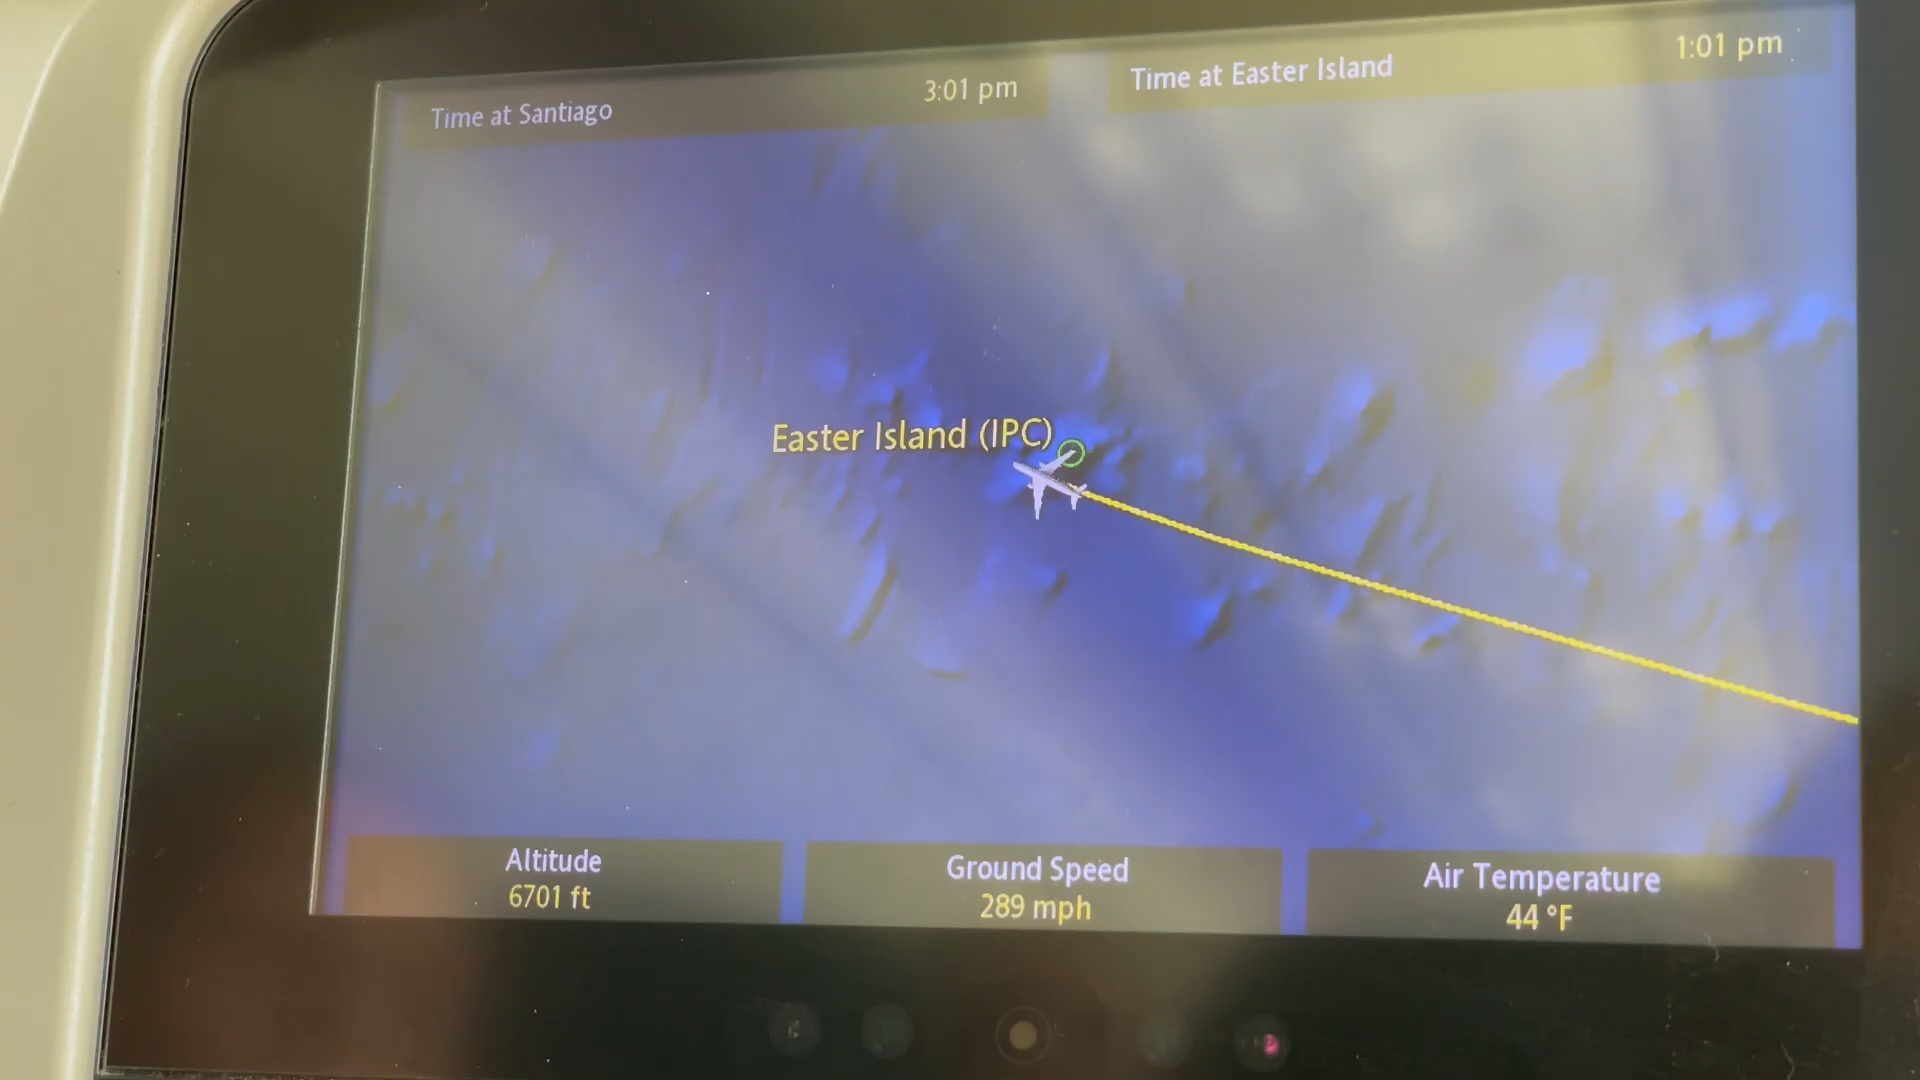 Time at Santiago 3:01 pm
Time at Easter Island 1:01 pm
Easter Island (IPC)
Altitude
6701 ft
Ground Speed
289 mph
Air Temperature
44 °F